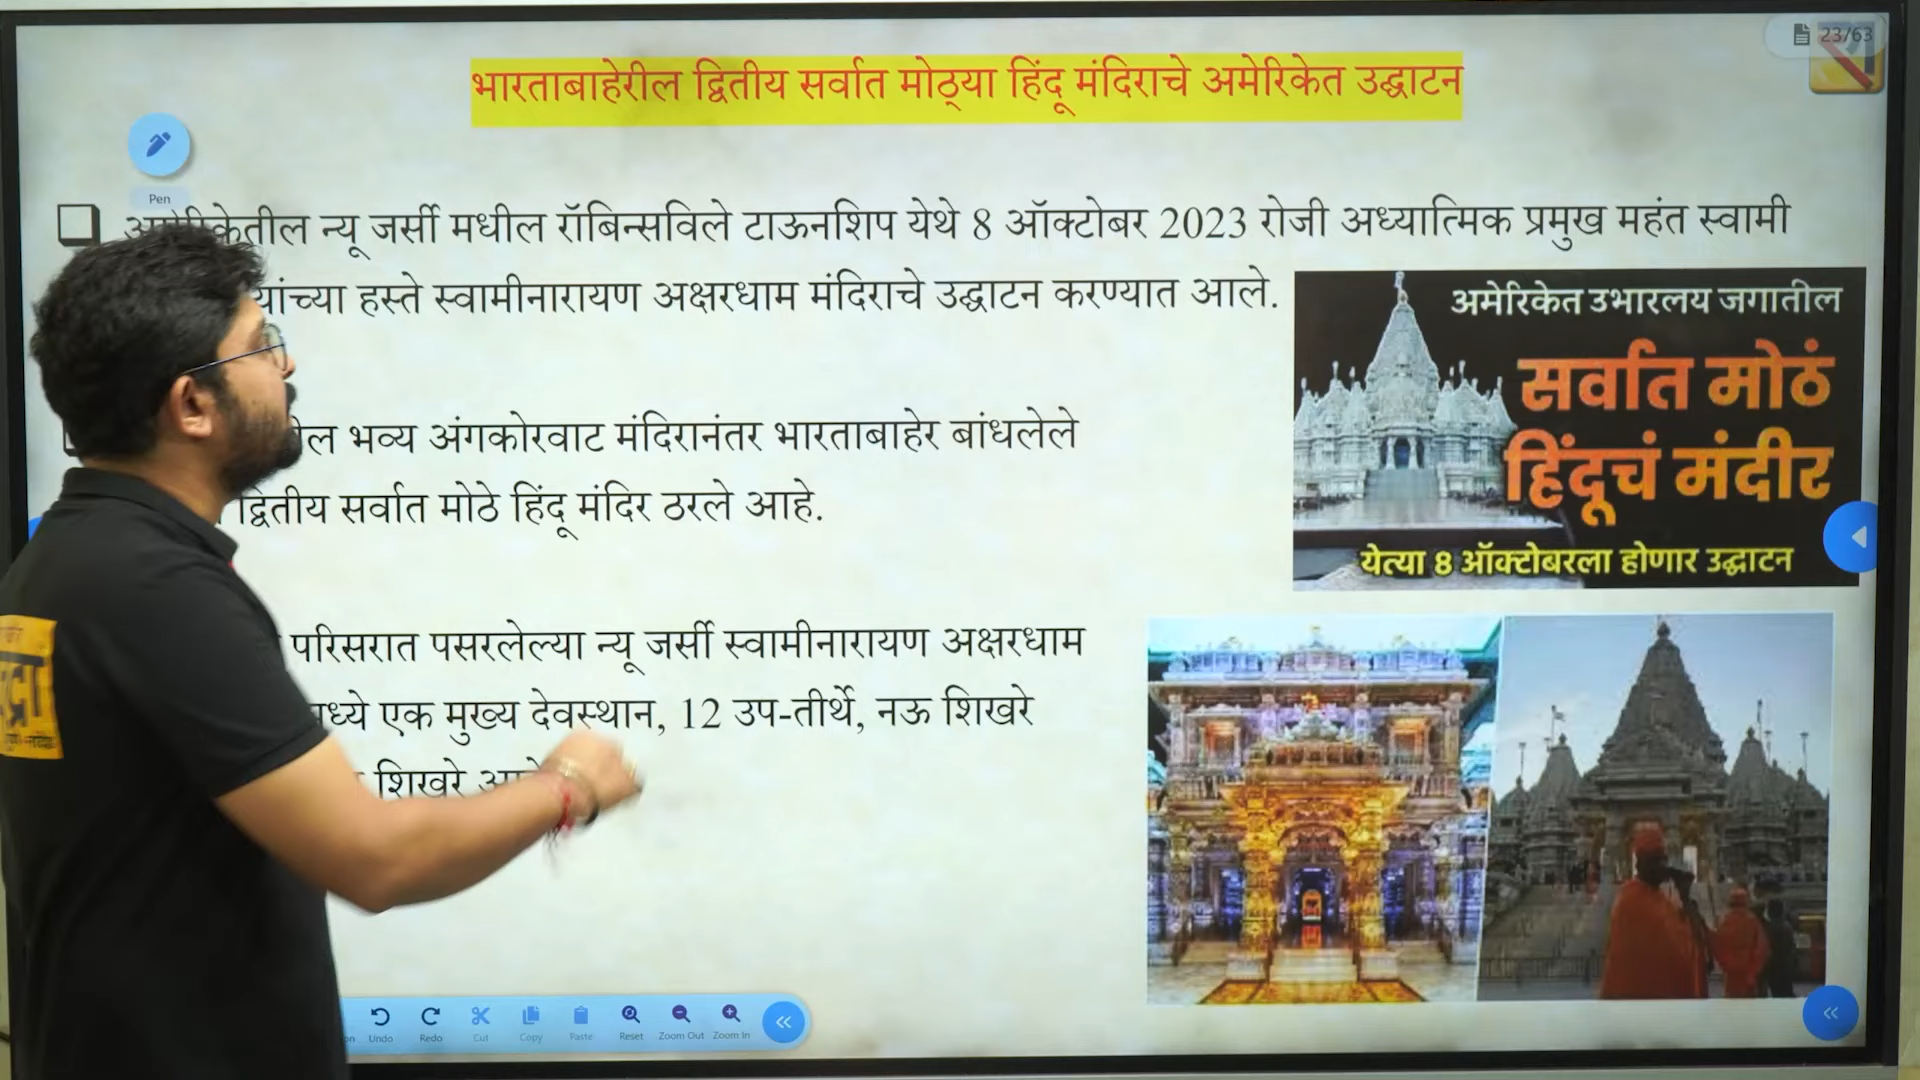 23/63
भारताबाहेरील द्वितीय सर्वात मोठ्या हिंदू मंदिराचे अमेरिकेत उद्घाटन
Pen
न्यू जर्सी मधील रॉबिन्सविले टाऊनशिप येथे 8 ऑक्टोबर 2023 रोजी अध्यात्मिक प्रमुख महंत स्वामी
यांच्या हस्ते स्वामीनारायण अक्षरधाम मंदिराचे उद्घाटन करण्यात आले.
अमेरिकेत उभारलय जगातील
सर्वात मोठं
हिंदूचं मंदीर
येत्या 8 ऑक्टोबरला होणार उद्घाटन
भव्य अंगकोरवाट मंदिरानंतर भारताबाहेर बांधलेले
द्वितीय सर्वात मोठे हिंदू मंदिर ठरले आहे.
परिसरात पसरलेल्या न्यू जर्सी स्वामीनारायण अक्षरधाम
एक मुख्य देवस्थान, 12 उप-तीर्थे, नऊ शिखरे
शिखरे
Undo
Redo
Cut
Copy
Paste
Reset
Zoom Out
Zoom In